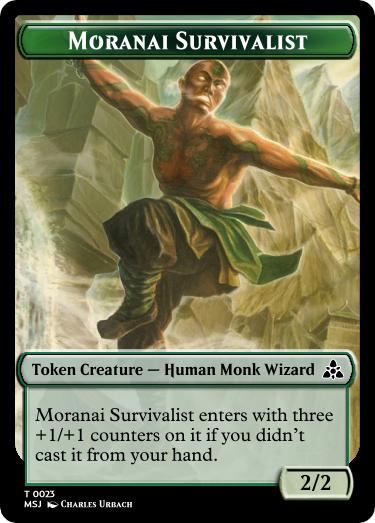 Moranai Survivalist
Token Creature — Human Monk Wizard
Moranai Survivalist enters with three
+1/+1 counters on it if you didn't
cast it from your hand.
2/2
T 0023
MSJ Charles Urbach